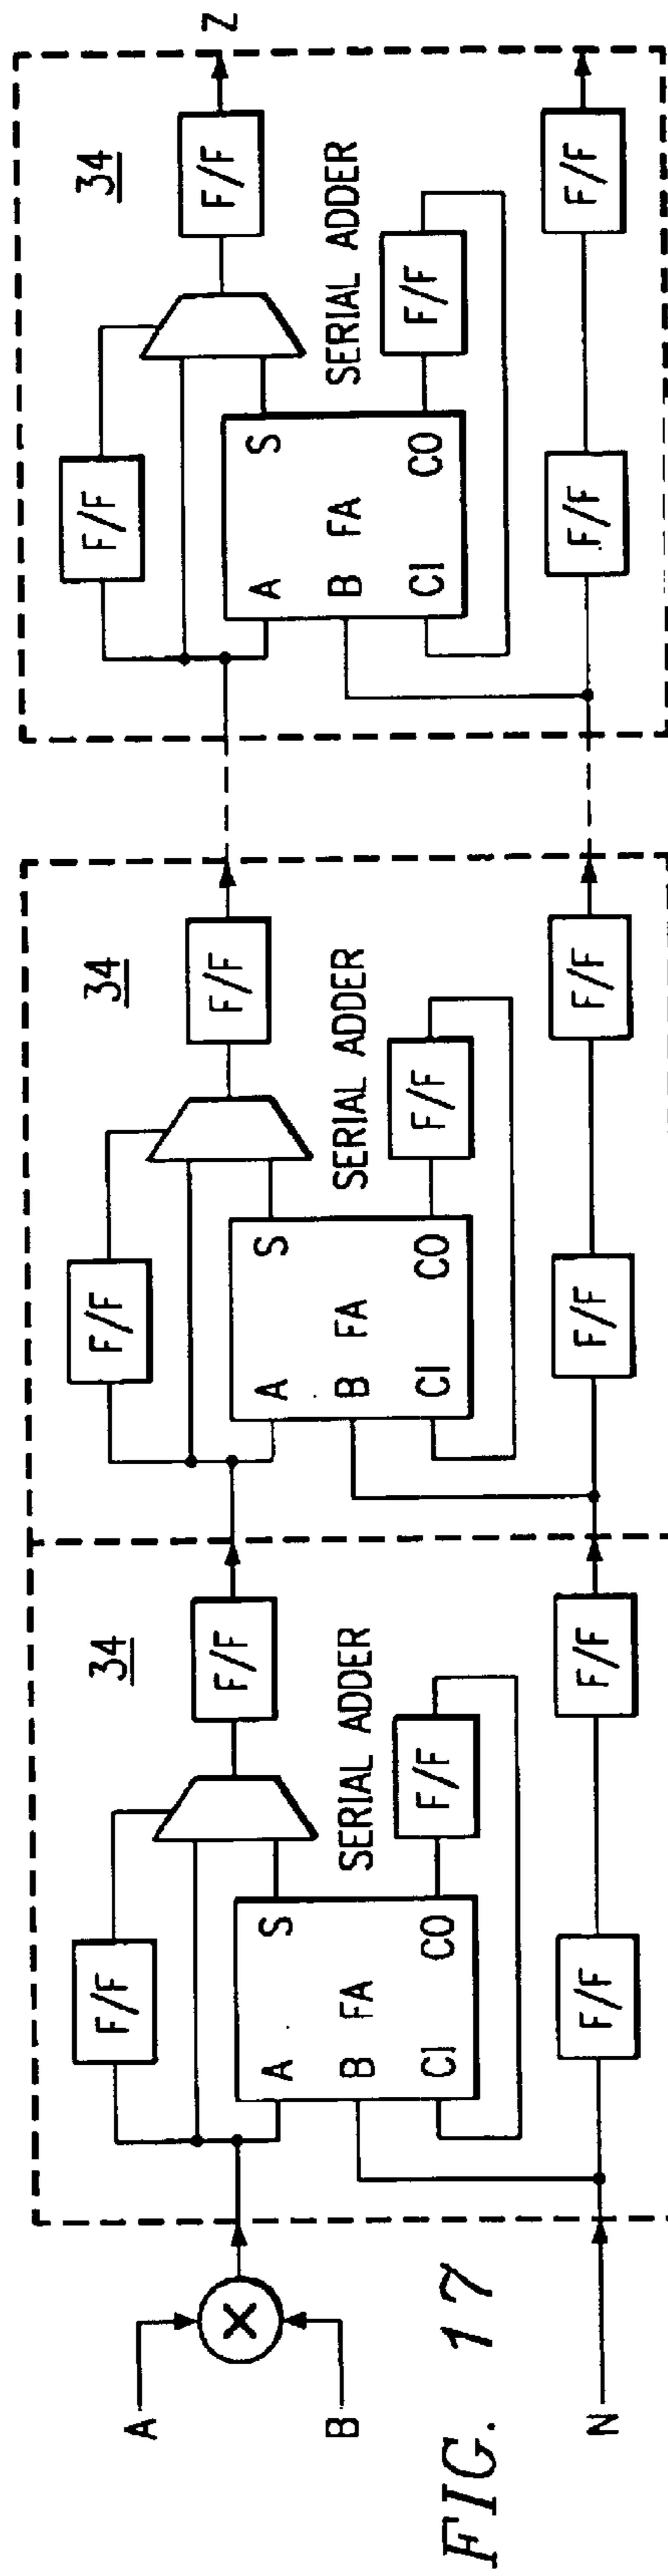 A
B
X
N
34
F/F
A
B
CI
FA
S
CO
SERIAL ADDER
F/F
F/F
F/F
F/F
34
F/F
A
B
CI
FA
S
CO
SERIAL ADDER
F/F
F/F
F/F
F/F
34
F/F
A
B
CI
FA
S
CO
SERIAL ADDER
F/F
F/F
F/F
F/F
Z
FIG. 17